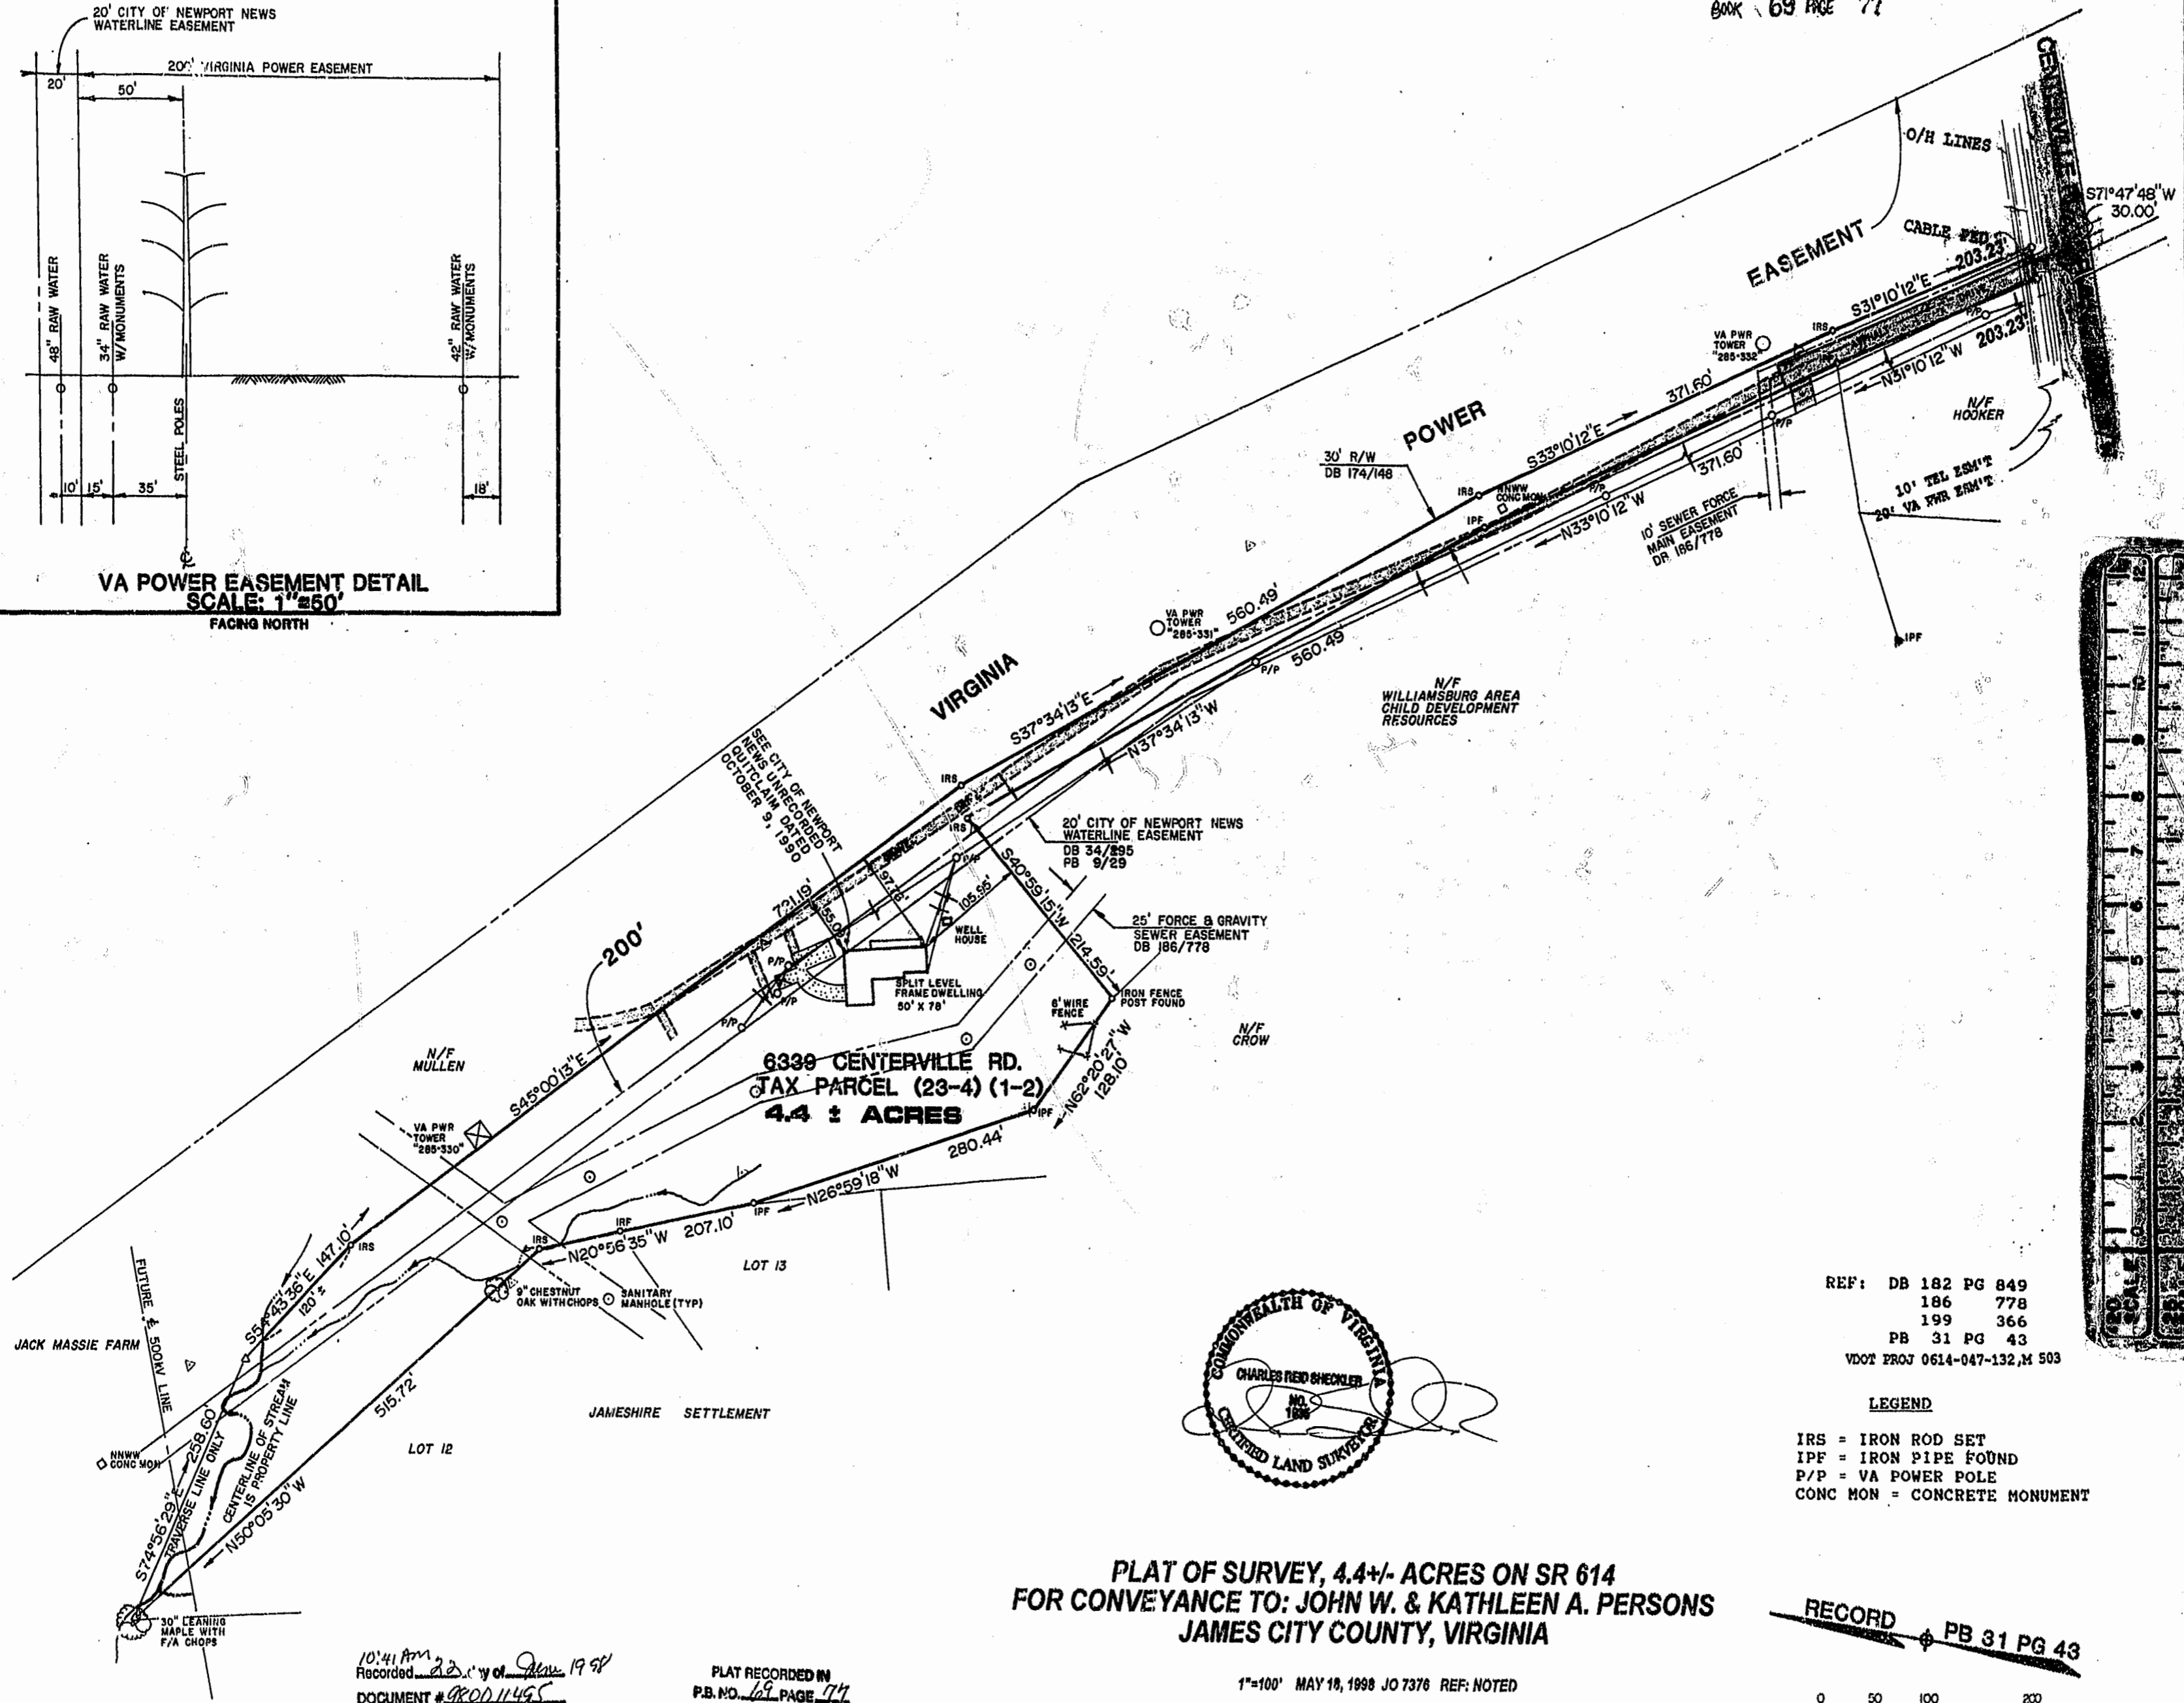 BOOK 69 PAGE 77
20' CITY OF NEWPORT NEWS
WATERLINE EASEMENT
200' VIRGINIA POWER EASEMENT
20'
50'
48" RAW WATER
34" RAW WATER
W/MONUMENTS
STEEL POLES
42" RAW WATER
W/MONUMENTS
10'
15'
35'
18'
VA POWER EASEMENT DETAIL
SCALE: 1"=50'
FACING NORTH
CENTERVILLE
O/H LINES
S71°47'48"W
30.00'
CABLE PED
EASEMENT
S31°10'12"E
203.23'
P/P
203.23'
N31°10'12"W
VA PWR
TOWER
"285-332"
IRS
IPF
371.60'
N/F
HOOKER
POWER
S33°10'12"E
30' R/W
DB 174/148
P/P
371.60'
IRS
NNWW
CONC MON
IPF
P/P
N33°10'12"W
10' SEWER FORCE
MAIN EASEMENT
DB 186/778
10' TEL ESM'T
20' VA PWR ESM'T
IPF
560.49'
VA PWR
TOWER
"285-331"
560.49'
P/P
VIRGINIA
S37°34'13"E
N37°34'13"W
N/F
WILLIAMSBURG AREA
CHILD DEVELOPMENT
RESOURCES
SEE CITY OF NEWPORT
NEWS UNRECORDED
QUITCLAIM DATED
OCTOBER 9, 1990
IRS
IRS
20' CITY OF NEWPORT NEWS
WATERLINE EASEMENT
DB 34/295
PB 9/29
P/P
721.19'
S40°59'15"W
214.59'
105.95'
WELL
HOUSE
25' FORCE & GRAVITY
SEWER EASEMENT
DB 186/778
200'
P/P
P/P
P/P
SPLIT LEVEL
FRAME DWELLING
50' X 78'
IRON FENCE
POST FOUND
6' WIRE
FENCE
N/F
CROW
N/F
MULLEN
S45°00'13"E
6339 CENTERVILLE RD.
TAX PARCEL (23-4) (1-2)
4.4 ± ACRES
N62°20'27"W
128.10'
IPF
VA PWR
TOWER
"285-330"
280.44'
N26°59'18"W
IPF
207.10'
IRF
N20°56'35"W
IRS
LOT 13
147.10'
IRS
S54°43'36"E
120'±
9" CHESTNUT
OAK WITH CHOPS
SANITARY
MANHOLE (TYP)
FUTURE ℄ 500kV LINE
JACK MASSIE FARM
515.72'
JAMESHIRE SETTLEMENT
LOT 12
NNWW
CONC MON
258.60'
S74°56'29"E
TRAVERSE LINE ONLY
CENTERLINE OF STREAM
IS PROPERTY LINE
N50°05'30"W
30" LEANING
MAPLE WITH
F/A CHOPS
COMMONWEALTH OF VIRGINIA
CHARLES REID SHECKLER
NO.
CERTIFIED LAND SURVEYOR
REF: DB 182 PG 849
186 778
199 366
PB 31 PG 43
VDOT PROJ 0614-047-132,M 503
LEGEND
IRS = IRON ROD SET
IPF = IRON PIPE FOUND
P/P = VA POWER POLE
CONC MON = CONCRETE MONUMENT
PLAT OF SURVEY, 4.4+/- ACRES ON SR 614
FOR CONVEYANCE TO: JOHN W. & KATHLEEN A. PERSONS
JAMES CITY COUNTY, VIRGINIA
1"=100' MAY 18, 1998 JO 7376 REF: NOTED
RECORD PB 31 PG 43
0 50 100 200
10:41 AM
Recorded 22 of June 1998
DOCUMENT # 980011495
PLAT RECORDED IN
P.B. NO. 69 PAGE 77
SCALE